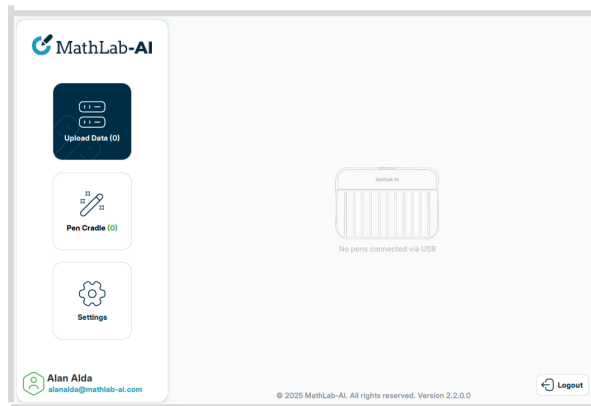 MathLab-AI
Upload Data (0)
Pen Cradle (0)
Settings
Alan Alda
alanalda@mathlab-ai.com
Mathlab AI
No pens connected via USB
© 2025 MathLab-AI. All rights reserved. Version 2.2.0.0
Logout